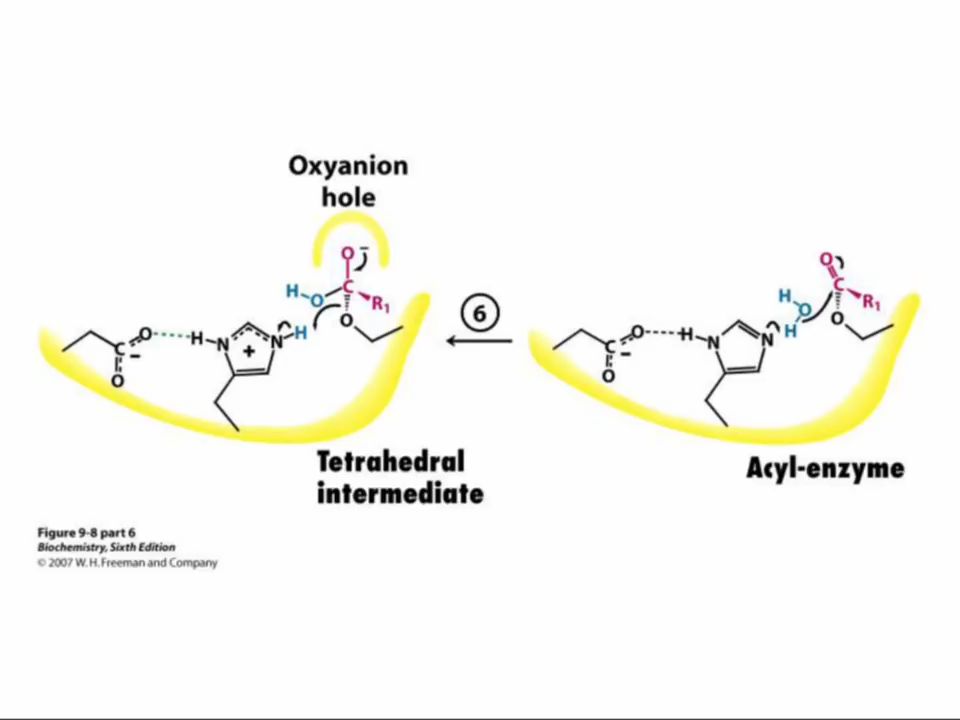 Oxyanion
hole
O –
H O C R1
O H N N H O
C – + O
O
6
O
C R1
H O
H O
O H N N
C –
O
Tetrahedral
intermediate
Acyl-enzyme
Figure 9-8 part 6
Biochemistry, Sixth Edition
© 2007 W. H. Freeman and Company